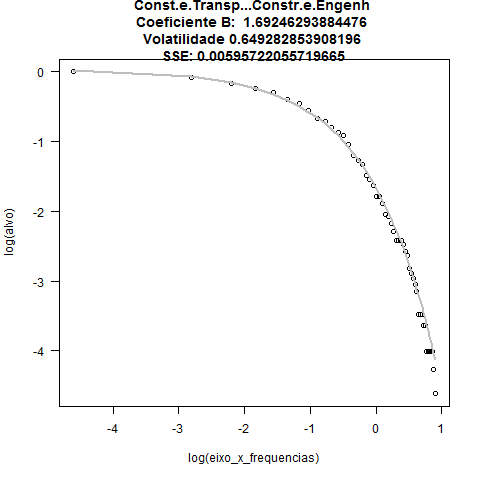 Const.e.Transp...Constr.e.Engenh
Coeficiente B: 1.69246293884476
Volatilidade 0.649282853908196
SSE: 0.00595722055719665
0
-1
-2
-3
-4
log(alvo)
-4 -3 -2 -1 0 1
log(eixo_x_frequencias)